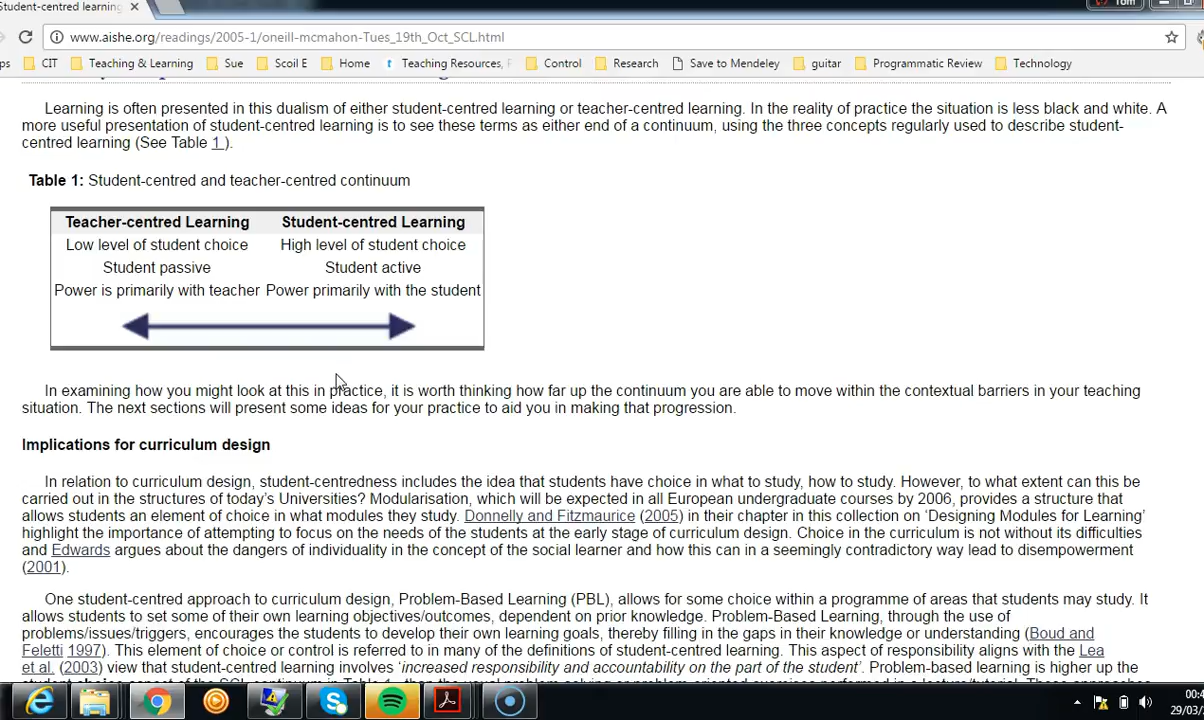 Student-centred learning
Tom
www.aishe.org/readings/2005-1/oneill-mcmahon-Tues_19th_Oct_SCL.html
ps CIT Teaching & Learning Sue Scoil E Home Teaching Resources, Control Research Save to Mendeley guitar Programmatic Review Technology
Learning is often presented in this dualism of either student-centred learning or teacher-centred learning. In the reality of practice the situation is less black and white. A
more useful presentation of student-centred learning is to see these terms as either end of a continuum, using the three concepts regularly used to describe student-
centred learning (See Table 1 ).
Table 1: Student-centred and teacher-centred continuum
Teacher-centred Learning Student-centred Learning
Low level of student choice High level of student choice
Student passive Student active
Power is primarily with teacher Power primarily with the student
In examining how you might look at this in practice, it is worth thinking how far up the continuum you are able to move within the contextual barriers in your teaching
situation. The next sections will present some ideas for your practice to aid you in making that progression.
Implications for curriculum design
In relation to curriculum design, student-centredness includes the idea that students have choice in what to study, how to study. However, to what extent can this be
carried out in the structures of today's Universities? Modularisation, which will be expected in all European undergraduate courses by 2006, provides a structure that
allows students an element of choice in what modules they study. Donnelly and Fitzmaurice (2005) in their chapter in this collection on 'Designing Modules for Learning'
highlight the importance of attempting to focus on the needs of the students at the early stage of curriculum design. Choice in the curriculum is not without its difficulties
and Edwards argues about the dangers of individuality in the concept of the social learner and how this can in a seemingly contradictory way lead to disempowerment
(2001).
One student-centred approach to curriculum design, Problem-Based Learning (PBL), allows for some choice within a programme of areas that students may study. It
allows students to set some of their own learning objectives/outcomes, dependent on prior knowledge. Problem-Based Learning, through the use of
problems/issues/triggers, encourages the students to develop their own learning goals, thereby filling in the gaps in their knowledge or understanding (Boud and
Feletti 1997). This element of choice or control is referred to in many of the definitions of student-centred learning. This aspect of responsibility aligns with the Lea
et al. (2003) view that student-centred learning involves 'increased responsibility and accountability on the part of the student'. Problem-based learning is higher up the
00:4
29/03/